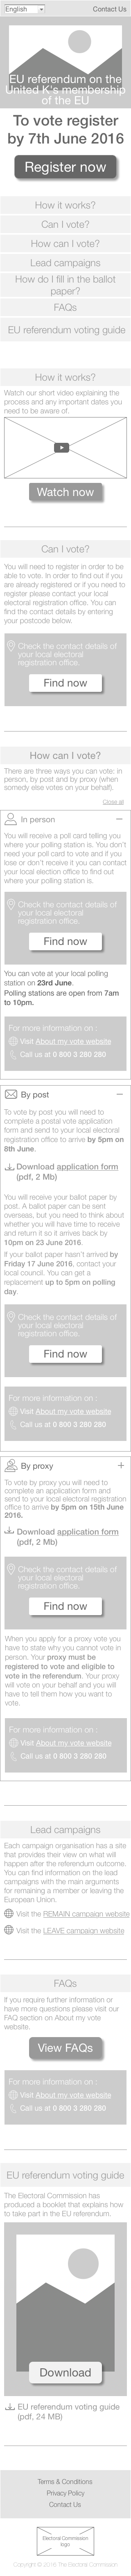 English
Contact Us
EU referendum on the
United K's membership
of the EU
To vote register
by 7th June 2016
Register now
How it works?
Can I vote?
How can I vote?
Lead campaigns
How do I fill in the ballot
paper?
FAQs
EU referendum voting guide
How it works?
Watch our short video explaining the
process and any important dates you
need to be aware of.
Watch now
Can I vote?
You will need to register in order to be
able to vote. In order to find out if you
are already registered or if you need to
register please contact your local
electoral registration office. You can
find the contact details by entering
your postcode below.
Check the contact details of
your local electoral
registration office.
Find now
How can I vote?
There are three ways you can vote: in
person, by post and by proxy (when
somedy else votes on your behalf).
Close all
In person
You will receive a poll card telling you
where your polling station is. You don't
need your poll card to vote and if you
lose or don't receive it you can contact
your local election office to find out
where your polling station is.
Check the contact details of
your local electoral
registration office.
Find now
You can vote at your local polling
station on 23rd June.
Polling stations are open from 7am
to 10pm.
For more information on :
Visit About my vote website
Call us at 0 800 3 280 280
By post
To vote by post you will need to
complete a postal vote application
form and send to your local electoral
registration office to arrive by 5pm on
8th June.
Download application form
(pdf, 2 Mb)
You will receive your ballot paper
post. A ballot paper can be sent
overseas, but you need to think about
whether you will have time to receive
and return it so it arrives back by
10pm on 23 June 2016.
If your ballot paper hasn't arrived by
Friday 17 June 2016, contact your
local council. You can get a
replacement up to 5pm on polling
day.
Check the contact details of
your local electoral
registration office.
Find now
For more information on :
Visit About my vote website
Call us at 0 800 3 280 280
By proxy
To vote by proxy you will need to
complete an application form and
send to your local electoral registration
office to arrive by 5pm on 15th June
2016.
Download application form
(pdf, 2 Mb)
Check the contact details of
your local electoral
registration office.
Find now
When you apply for a proxy vote you
have to state why you cannot vote in
person. Your proxy must be
registered to vote and eligible to
vote in the referendum. Your proxy
will vote on your behalf and you will
have to tell them how you want to
vote.
For more information on :
Visit About my vote website
Call us at 0 800 3 280 280
Lead campaigns
Each campaign organisation has a site
that provides their view on what will
happen after the referendum outcome.
You can find information on the lead
campaigns with the main arguments
for remaining a member or leaving the
European Union.
Visit the REMAIN campaign website
Visit the LEAVE campaign website
FAQs
If you require further information or
have more questions please visit our
FAQ section on About my vote
website.
View FAQs
For more information on :
Visit About my vote website
Call us at 0 800 3 280 280
EU referendum voting guide
The Electoral Commission has
produced a booklet that explains how
to take part in the EU referendum.
Download
EU referendum voting guide
(pdf, 24 MB)
Terms & Conditions
Privacy Policy
Contact Us
Electoral Commission
logo
Copyright © 2016 The Electoral Commission